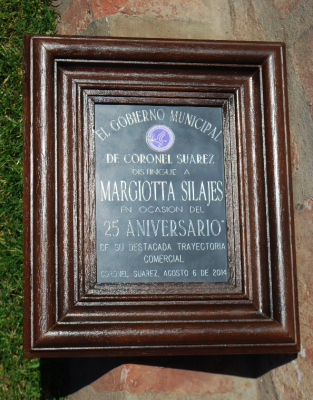 EL GOBIERNO MUNICIPAL
DE CORONEL SUAREZ
DISTINGUE A
MARGIOTTA SILAJES
EN OCASION DEL
"25 ANIVERSARIO"
DE SU DESTACADA TRAYECTORIA
COMERCIAL
CORONEL SUAREZ, AGOSTO 6 DE 2014